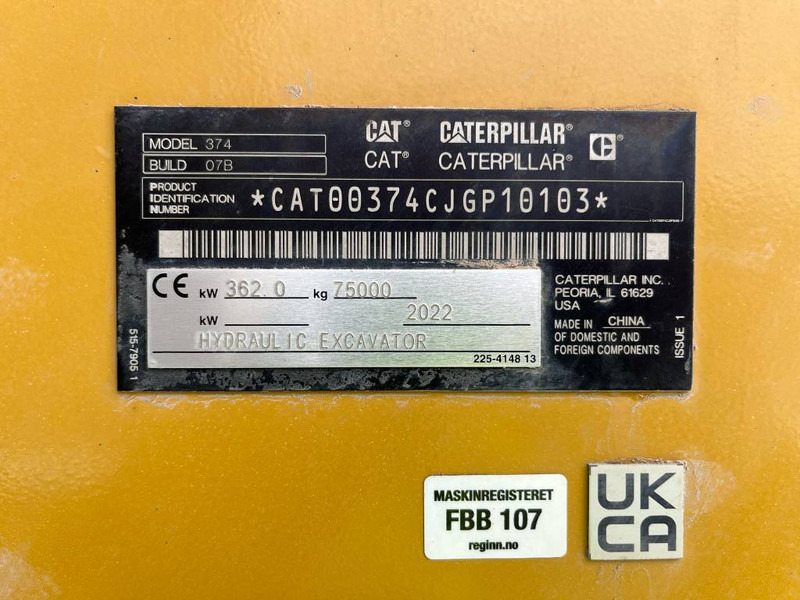 MODEL 374
BUILD 07B
CAT® CATERPILLAR®
CAT® CATERPILLAR®
PRODUCT
IDENTIFICATION
NUMBER
*CAT00374CJGP10103*
CE kW 362.0 kg 75000
kW 2022
HYDRAULIC EXCAVATOR
225-4148 13
515-7905 1
CATERPILLAR INC.
PEORIA, IL 61629
USA
MADE IN CHINA
OF DOMESTIC AND
FOREIGN COMPONENTS
ISSUE 1
MASKINREGISTERET
FBB 107
reginn.no
UK
CA